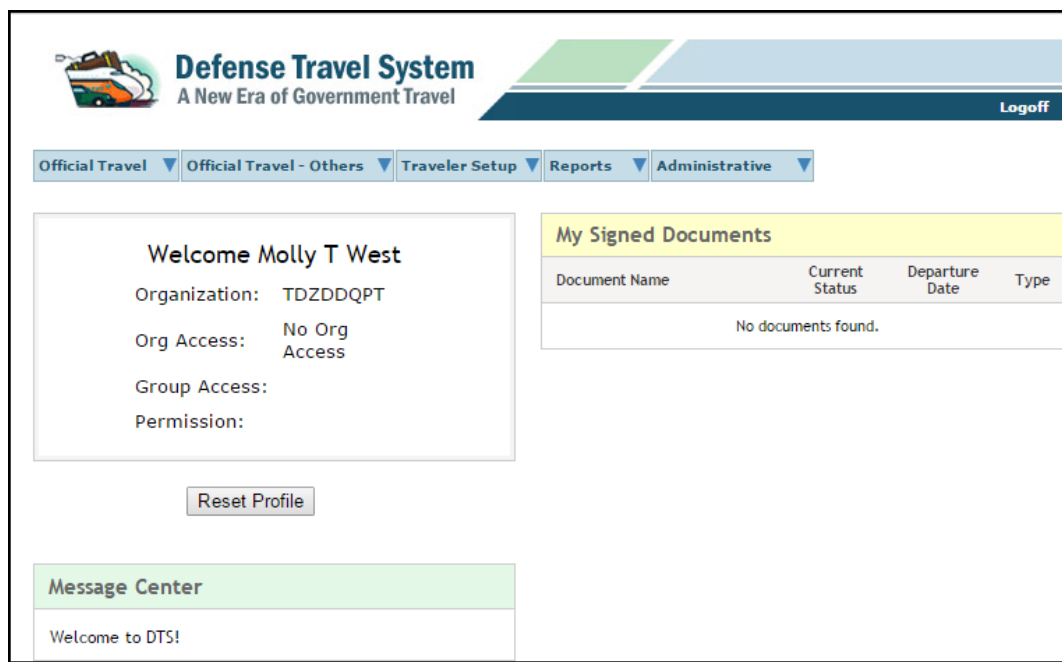 Defense Travel System
A New Era of Government Travel
Logoff
Official Travel Official Travel - Others Traveler Setup Reports Administrative
Welcome Molly T West
Organization: TDZDDQPT
Org Access: No Org
Access
Group Access:
Permission:
Reset Profile
Message Center
Welcome to DTS!
My Signed Documents
Document Name Current Status Departure Date Type
No documents found.